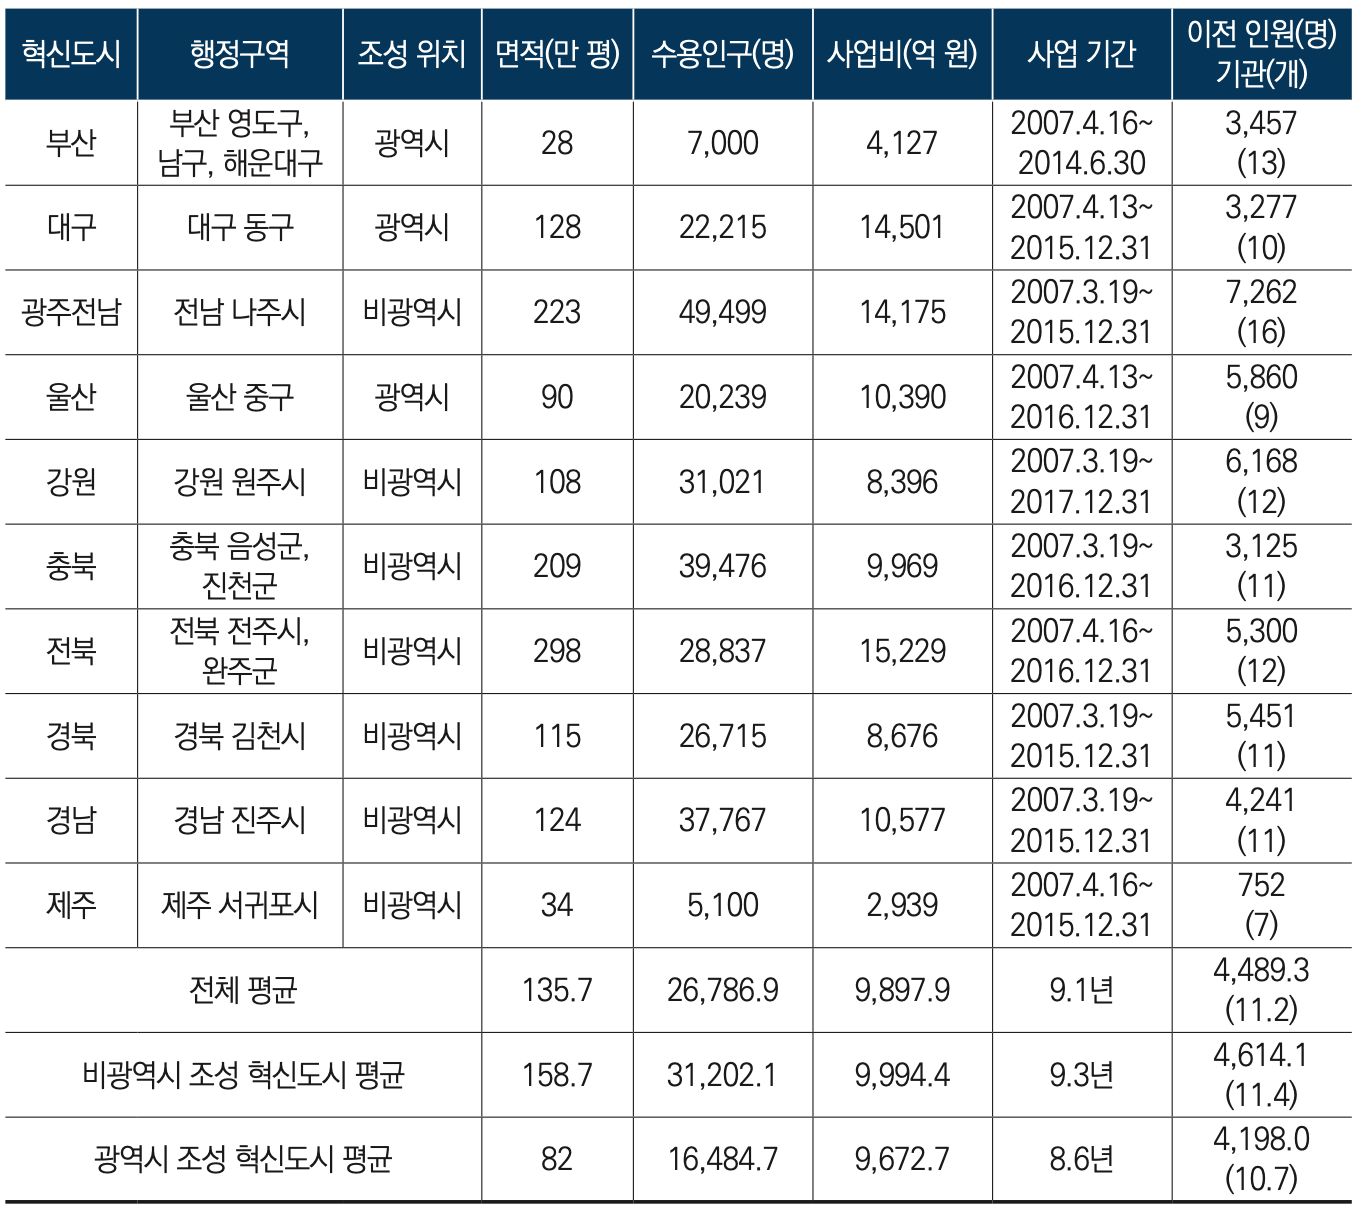 혁신도시 행정구역 조성 위치 면적(만 평) 수용인구(명) 사업비(억 원) 사업 기간 이전 인원(명)
기관(개)
부산 부산 영도구, 광역시 28 7,000 4,127 2007.4.16~ 3,457
남구, 해운대구 2014.6.30 (13)
대구 대구 동구 광역시 128 22,215 14,501 2007.4.13~ 3,277
2015.12.31 (10)
광주전남 전남 나주시 비광역시 223 49,499 14,175 2007.3.19~ 7,262
2015.12.31 (16)
울산 울산 중구 광역시 90 20,239 10,390 2007.4.13~ 5,860
2016.12.31 (9)
강원 강원 원주시 비광역시 108 31,021 8,396 2007.3.19~ 6,168
2017.12.31 (12)
충북 충북 음성군, 비광역시 209 39,476 9,969 2007.3.19~ 3,125
진천군 2016.12.31 (11)
전북 전북 전주시, 비광역시 298 28,837 15,229 2007.4.16~ 5,300
완주군 2016.12.31 (12)
경북 경북 김천시 비광역시 115 26,715 8,676 2007.3.19~ 5,451
2015.12.31 (11)
경남 경남 진주시 비광역시 124 37,767 10,577 2007.3.19~ 4,241
2015.12.31 (11)
제주 제주 서귀포시 비광역시 34 5,100 2,939 2007.4.16~ 752
2015.12.31 (7)
전체 평균 135.7 26,786.9 9,897.9 9.1년 4,489.3
(11.2)
비광역시 조성 혁신도시 평균 158.7 31,202.1 9,994.4 9.3년 4,614.1
(11.4)
광역시 조성 혁신도시 평균 82 16,484.7 9,672.7 8.6년 4,198.0
(10.7)